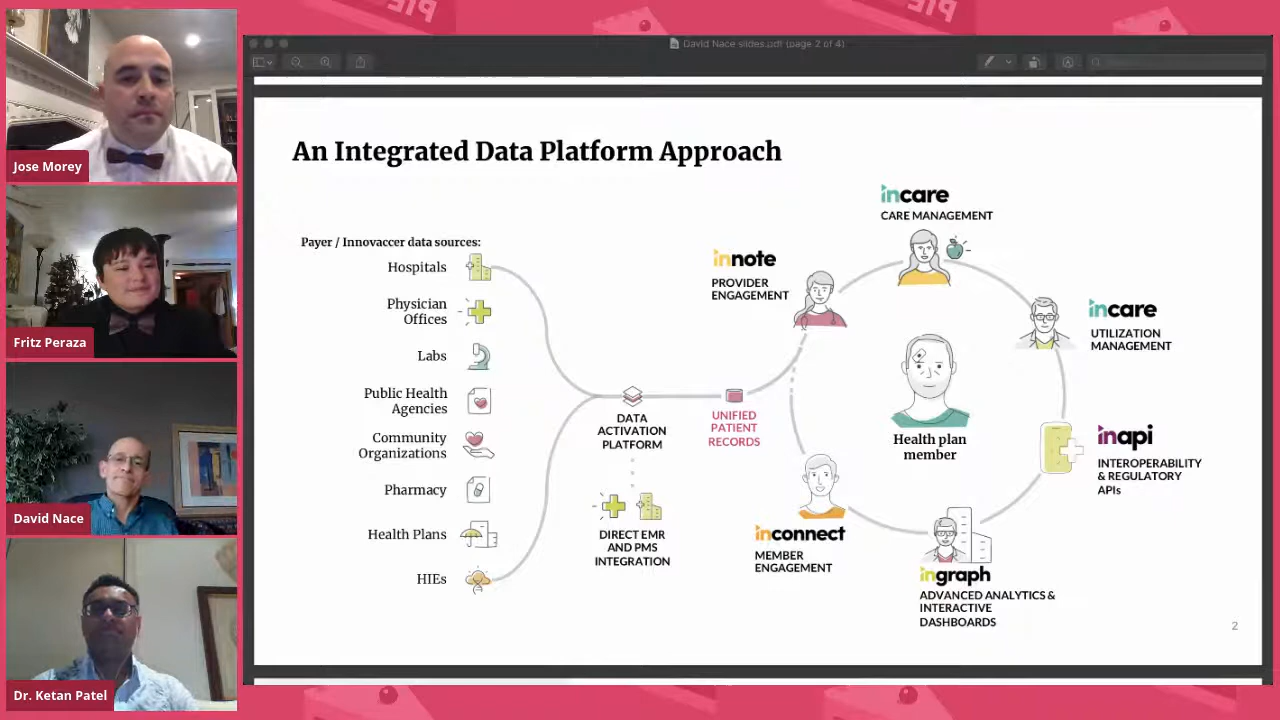 PIE
PIE
Jose Morey
Fritz Peraza
David Nace
Dr. Ketan Patel
David Nace slides.pdf (page 2 of 4)
Search
An Integrated Data Platform Approach
Payer / Innovaccer data sources:
Hospitals
Physician
Offices
Labs
Public Health
Agencies
Community
Organizations
Pharmacy
Health Plans
HIEs
DATA
ACTIVATION
PLATFORM
DIRECT EMR
AND PMS
INTEGRATION
UNIFIED
PATIENT
RECORDS
innote
PROVIDER
ENGAGEMENT
incare
CARE MANAGEMENT
incare
UTILIZATION
MANAGEMENT
Health plan
member
inapi
INTEROPERABILITY
& REGULATORY
APIs
inconnect
MEMBER
ENGAGEMENT
ingraph
ADVANCED ANALYTICS &
INTERACTIVE
DASHBOARDS
2